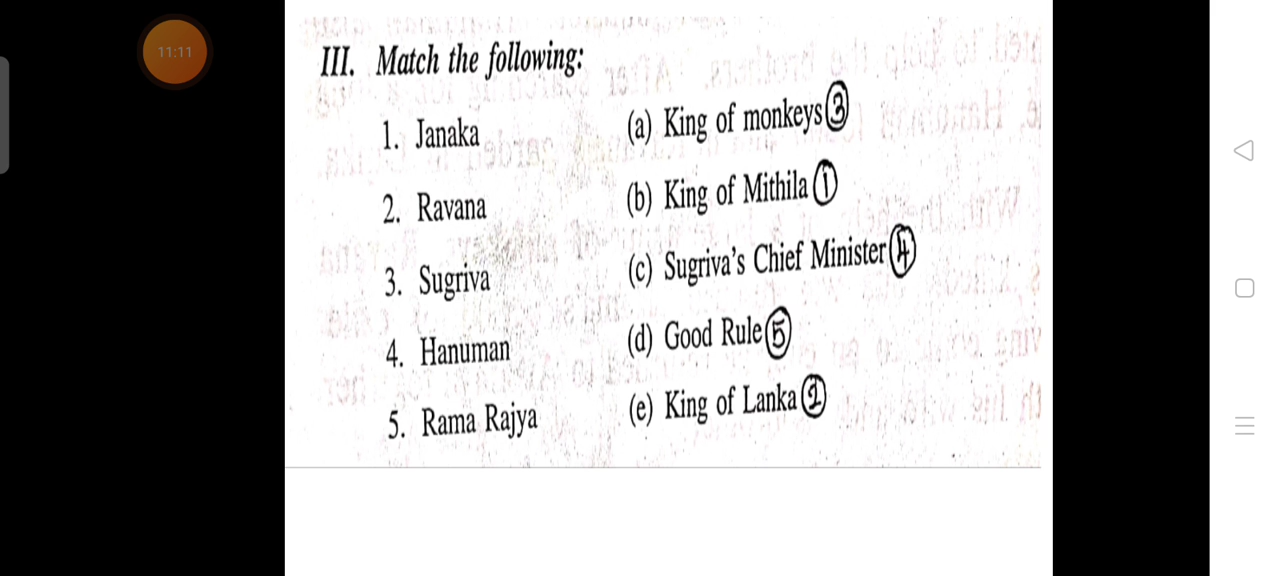 11:11
III. Match the following:
1. Janaka (a) King of monkeys ③
2. Ravana (b) King of Mithila ①
3. Sugriva (c) Sugriva's Chief Minister ④
4. Hanuman (d) Good Rule ⑤
5. Rama Rajya (e) King of Lanka ②